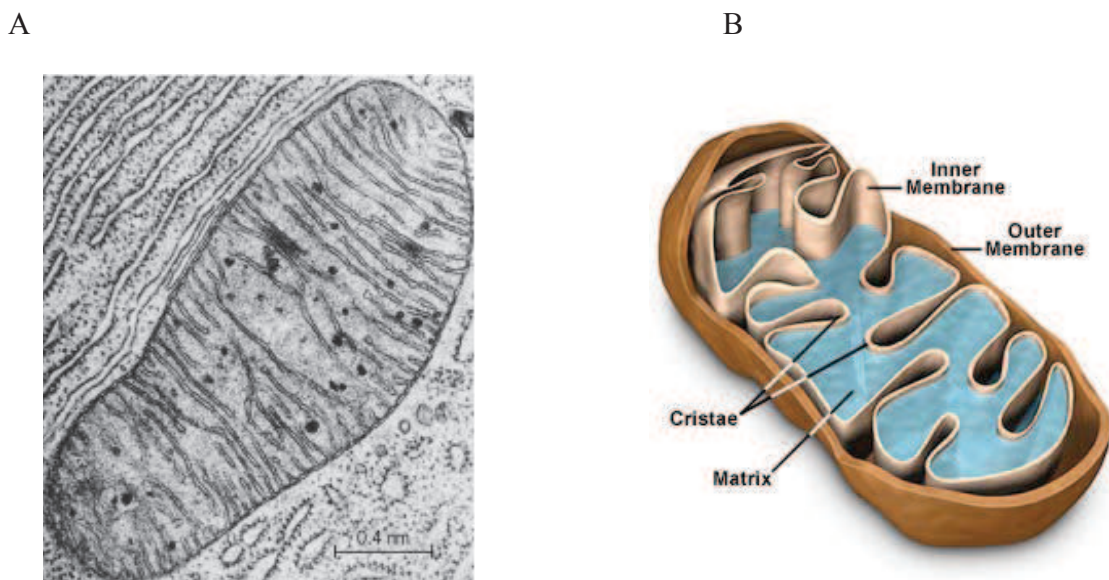 A
B
Inner
Membrane
Outer
Membrane
Cristae
Matrix
0.4 nm